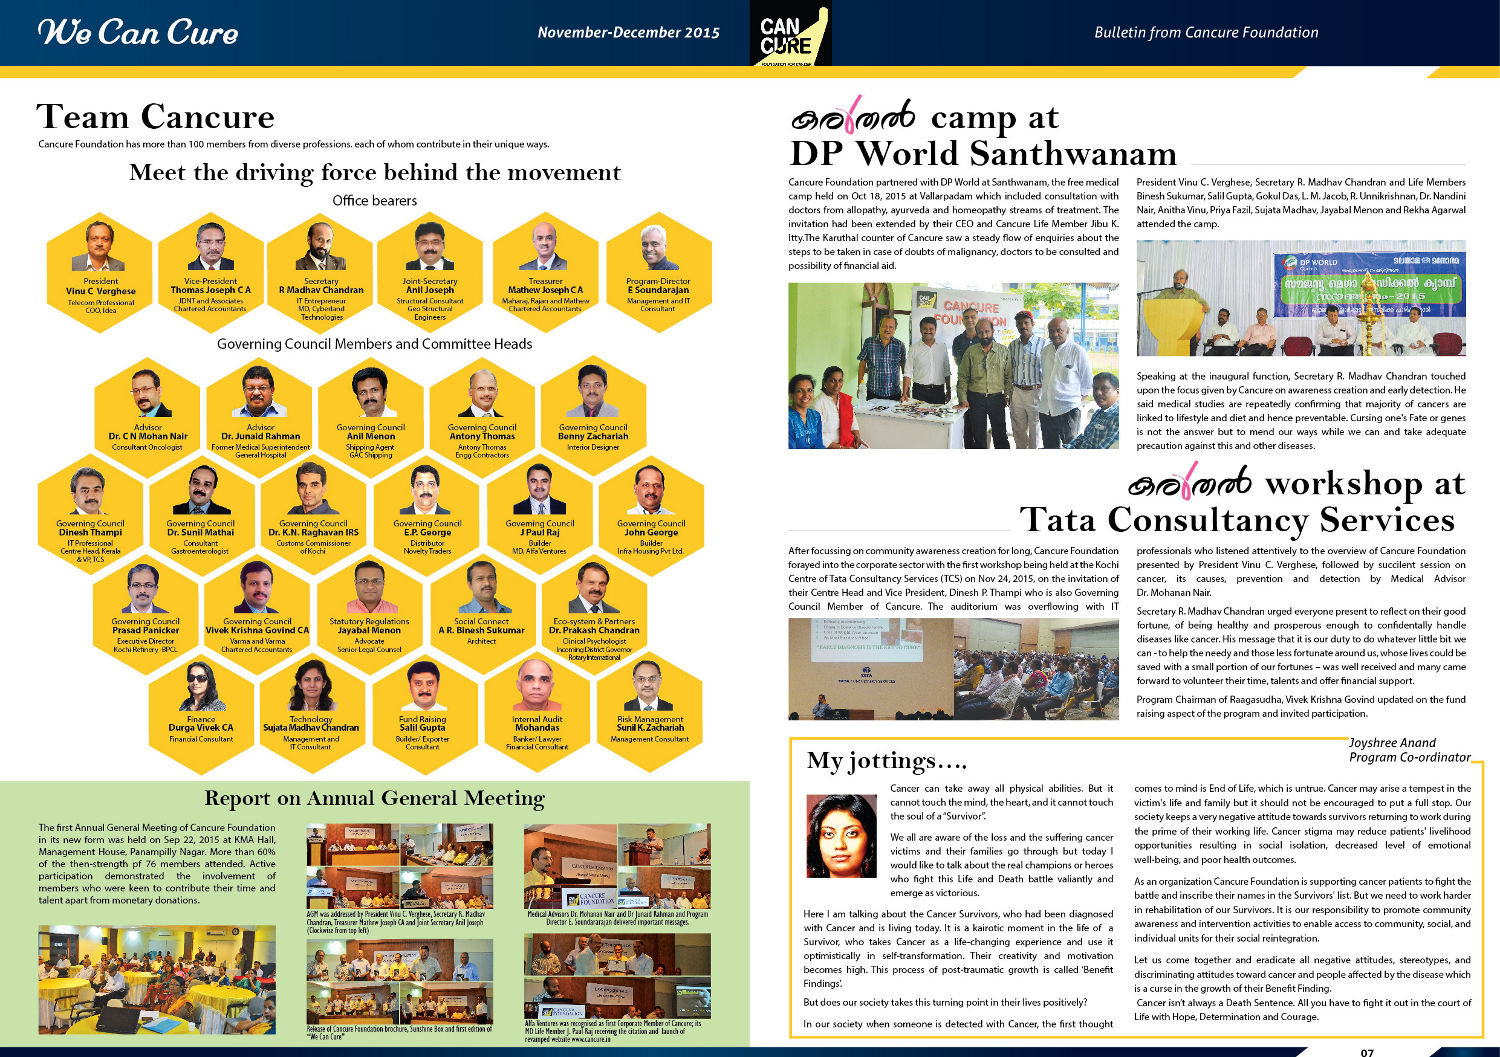 We Can Cure
November-December 2015
CAN
CURE
Bulletin from Cancure Foundation
Team Cancure
Cancure Foundation has more than 100 members from diverse professions. each of whom contribute in their unique ways.
Meet the driving force behind the movement
Office bearers
President
Vinu C Verghese
Telecom Professional
COO, Idea
Vice-President
Thomas Joseph C A
JDNT and Associates
Chartered Accountants
Secretary
R Madhav Chandran
IT Entrepreneur
MD, Cyberland
Technologies
Joint-Secretary
Anil Joseph
Structural Consultant
Geo Structural
Engineers
Treasurer
Mathew Joseph C A
Maharaj, Rajan and Mathew
Chartered Accountants
Program-Director
E Soundarajan
Management and IT
Consultant
Governing Council Members and Committee Heads
Advisor
Dr. C N Mohan Nair
Consultant Oncologist
Advisor
Dr. Junaid Rahman
Former Medical Superintendent
General Hospital
Governing Council
Anil Menon
Shipping Agent
GAC Shipping
Governing Council
Antony Thomas
Antony Thomas
Engg Contractors
Governing Council
Benny Zachariah
Interior Designer
Governing Council
Dinesh Thampi
IT Professional
Centre Head, Kerala
& VP, TCS
Governing Council
Dr. Sunil Mathai
Consultant
Gastroenterologist
Governing Council
Dr. K.N. Raghavan IRS
Customs Commissioner
of Kochi
Governing Council
E.P. George
Distributor
Novelty Traders
Governing Council
J Paul Raj
Builder
MD, Alfa Ventures
Governing Council
John George
Builder
Infra Housing Pvt Ltd.
Governing Council
Prasad Panicker
Executive Director
Kochi Refinery -BPCL
Governing Council
Vivek Krishna Govind CA
Varma and Varma
Chartered Accountants
Statutory Regulations
Jayabal Menon
Advocate
Senior Legal Counsel
Social Connect
A R. Binesh Sukumar
Architect
Eco-system & Partners
Dr. Prakash Chandran
Clinical Psychologist
Incoming District Governor
Rotary International
Finance
Durga Vivek CA
Financial Consultant
Technology
Sujata Madhav Chandran
Management and
IT Consultant
Fund Raising
Salil Gupta
Builder/ Exporter
Consultant
Internal Audit
Mohandas
Banker/ Lawyer
Financial Consultant
Risk Management
Sunil K. Zachariah
Management Consultant
Report on Annual General Meeting
The first Annual General Meeting of Cancure Foundation
in its new form was held on Sep 22, 2015 at KMA Hall,
Management House, Panampilly Nagar. More than 60%
of the then-strength pf 76 members attended. Active
participation demonstrated the involvement of
members who were keen to contribute their time and
talent apart from monetary donations.
AGM was addressed by President Vinu C. Verghese, Secretary R. Madhav
Chandran, Treasurer Mathew Joseph CA and Joint Secretary Anil Joseph
(Clockwise from top left)
Release of Cancure Foundation brochure, Sunshine Box and first edition of
"We Can Cure"
CANCURE
FOUNDATION
Medical Advisors Dr. Mohanan Nair and Dr Junaid Rahman and Program
Director E. Soundarajan delivered important messages.
CANCURE
FOUNDATION
Alfa Ventures was recognised as first Corporate Member of Cancure; its
MD Life Member J. Paul Raj receiving the citation and launch of
revamped website www.cancure.in
കരുതൽ camp at
DP World Santhwanam
Cancure Foundation partnered with DP World at Santhwanam, the free medical
camp held on Oct 18, 2015 at Vallarpadam which included consultation with
doctors from allopathy, ayurveda and homeopathy streams of treatment. The
invitation had been extended by their CEO and Cancure Life Member Jibu K.
Itty.The Karuthal counter of Cancure saw a steady flow of enquiries about the
steps to be taken in case of doubts of malignancy, doctors to be consulted and
possibility of financial aid.
CANCURE
President Vinu C. Verghese, Secretary R. Madhav Chandran and Life Members
Binesh Sukumar, Salil Gupta, Gokul Das, L. M. Jacob, R. Unnikrishnan, Dr. Nandini
Nair, Anitha Vinu, Priya Fazil, Sujata Madhav, Jayabal Menon and Rekha Agarwal
attended the camp.
DP WORLD
Speaking at the inaugural function, Secretary R. Madhav Chandran touched
upon the focus given by Cancure on awareness creation and early detection. He
said medical studies are repeatedly confirming that majority of cancers are
linked to lifestyle and diet and hence preventable. Cursing one's Fate or genes
is not the answer but to mend our ways while we can and take adequate
precaution against this and other diseases.
കരുതൽ workshop at
Tata Consultancy Services
After focussing on community awareness creation for long, Cancure Foundation
forayed into the corporate sector with the first workshop being held at the Kochi
Centre of Tata Consultancy Services (TCS) on Nov 24, 2015, on the invitation of
their Centre Head and Vice President, Dinesh P. Thampi who is also Governing
Council Member of Cancure. The auditorium was overflowing with IT
"EARLY DIAGNOSIS IS THE KEY TO CURE"
professionals who listened attentively to the overview of Cancure Foundation
presented by President Vinu C. Verghese, followed by succilent session on
cancer, its causes, prevention and detection by Medical Advisor
Dr. Mohanan Nair.
Secretary R. Madhav Chandran urged everyone present to reflect on their good
fortune, of being healthy and prosperous enough to confidentally handle
diseases like cancer. His message that it is our duty to do whatever little bit we
can - to help the needy and those less fortunate around us, whose lives could be
saved with a small portion of our fortunes – was well received and many came
forward to volunteer their time, talents and offer financial support.
Program Chairman of Raagasudha, Vivek Krishna Govind updated on the fund
raising aspect of the program and invited participation.
Joyshree Anand
Program Co-ordinator
My jottings….
Cancer can take away all physical abilities. But it
cannot touch the mind, the heart, and it cannot touch
the soul of a "Survivor".
We all are aware of the loss and the suffering cancer
victims and their families go through but today I
would like to talk about the real champions or heroes
who fight this Life and Death battle valiantly and
emerge as victorious.
Here I am talking about the Cancer Survivors, who had been diagnosed
with Cancer and is living today. It is a kairotic moment in the life of a
Survivor, who takes Cancer as a life-changing experience and use it
optimistically in self-transformation. Their creativity and motivation
becomes high. This process of post-traumatic growth is called 'Benefit
Findings'.
But does our society takes this turning point in their lives positively?
In our society when someone is detected with Cancer, the first thought
comes to mind is End of Life, which is untrue. Cancer may arise a tempest in the
victim's life and family but it should not be encouraged to put a full stop. Our
society keeps a very negative attitude towards survivors returning to work during
the prime of their working life. Cancer stigma may reduce patients' livelihood
opportunities resulting in social isolation, decreased level of emotional
well-being, and poor health outcomes.
As an organization Cancure Foundation is supporting cancer patients to fight the
battle and inscribe their names in the Survivors' list. But we need to work harder
in rehabilitation of our Survivors. It is our responsibility to promote community
awareness and intervention activities to enable access to community, social, and
individual units for their social reintegration.
Let us come together and eradicate all negative attitudes, stereotypes, and
discriminating attitudes toward cancer and people affected by the disease which
is a curse in the growth of their Benefit Finding.
Cancer isn't always a Death Sentence. All you have to fight it out in the court of
Life with Hope, Determination and Courage.
07